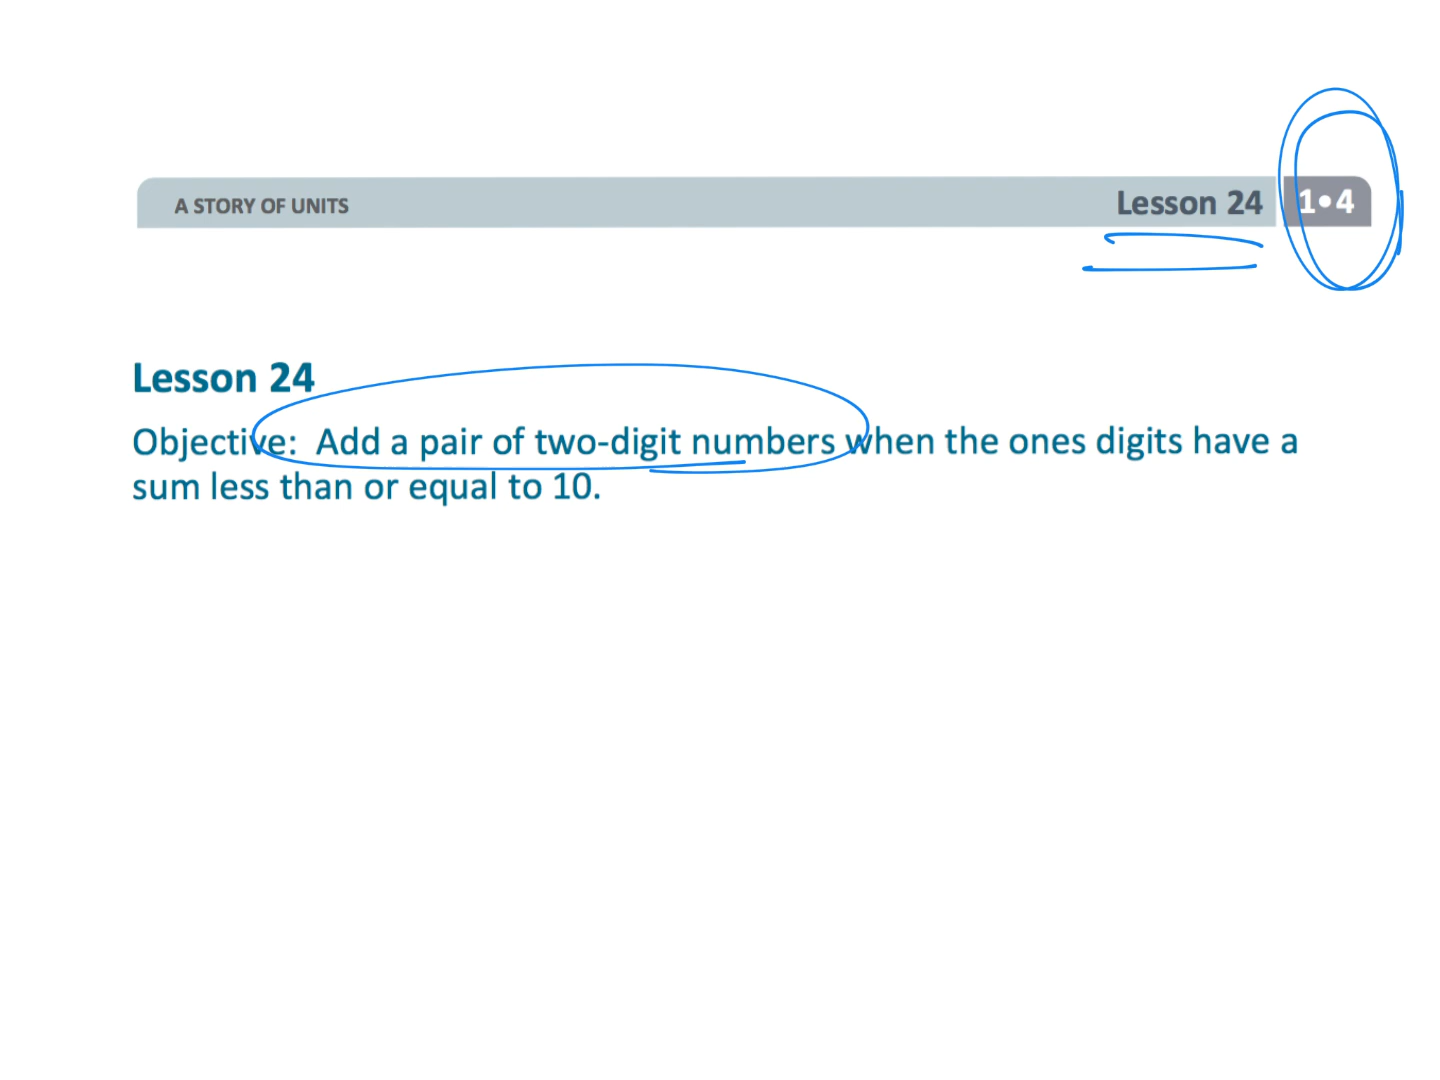 A STORY OF UNITS
Lesson 24
1•4
Lesson 24
Objective: Add a pair of two-digit numbers when the ones digits have a
sum less than or equal to 10.